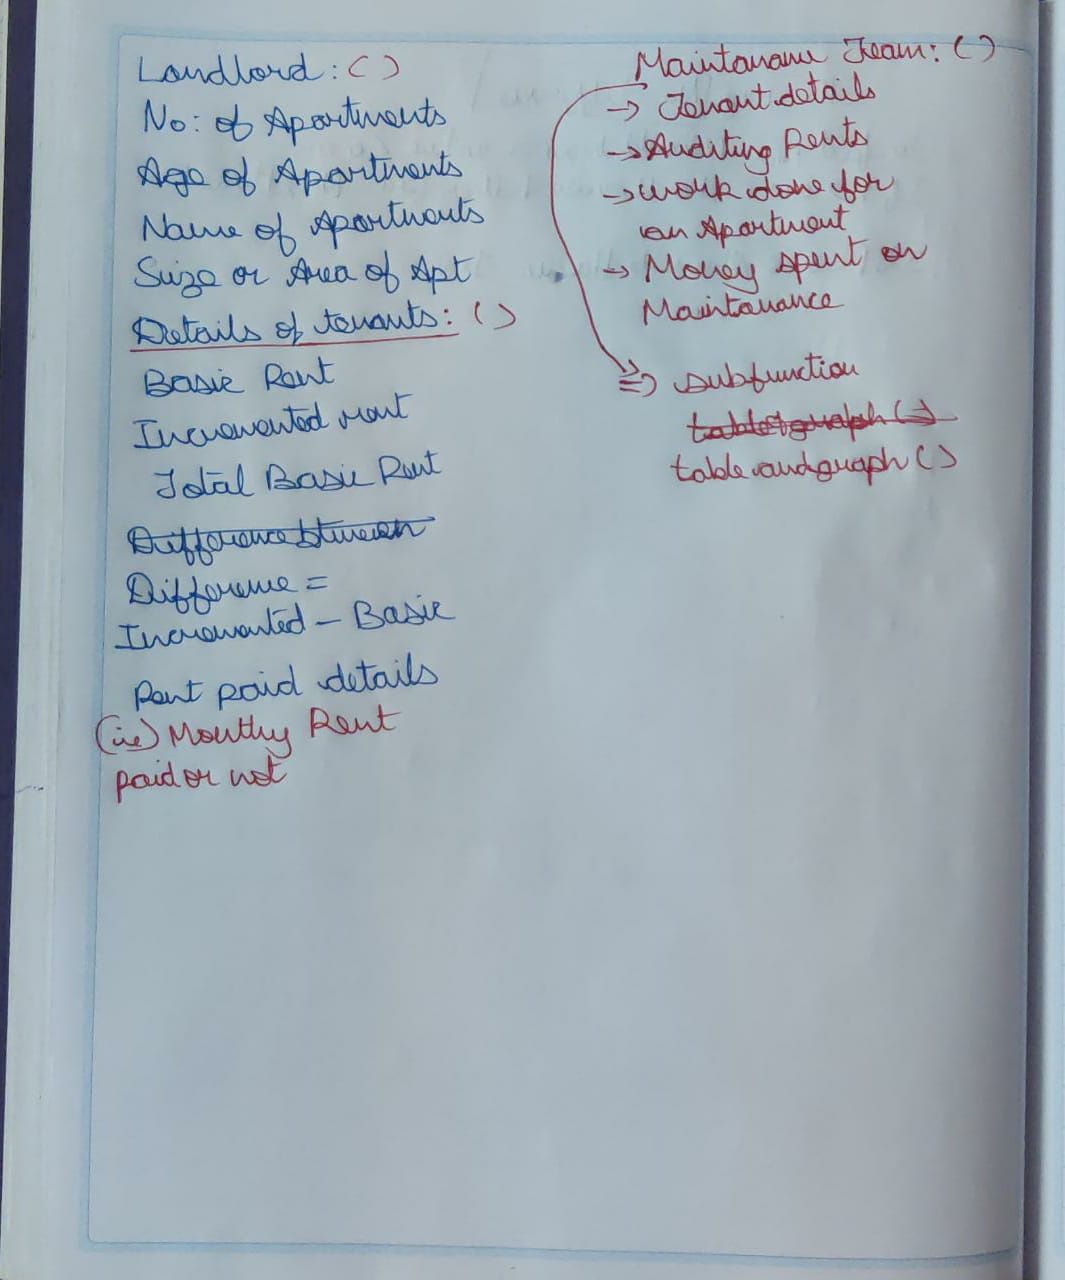 Landlord: ( )
No: of Apartments
Age of Apartments
Name of Apartments
Suize or Area of Apt
Details of tenants: ( )
Basic Rent
Incremented rent
Total Basic Rent
Difference btween
Difference =
Incremented - Basic
Rent paid details
(ie) Monthy Rent
paid or not
Maintanance Team: ( )
→ Tenant details
→ Auditing Rents
→ work done for
an Apartment
→ Money spent on
Maintanance
⇒) subfunction
table & graph ( )
table and graph ( )